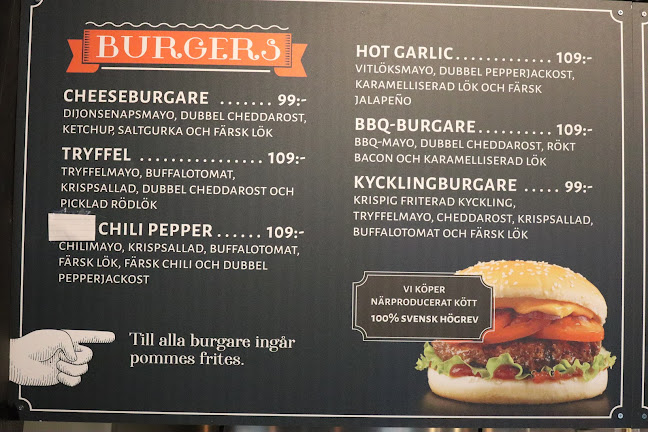 BURGERS
CHEESEBURGARE ....... 99:-
DIJONSENAPSMAYO, DUBBEL CHEDDAROST,
KETCHUP, SALTGURKA OCH FÄRSK LÖK
TRYFFEL ................ 109:-
TRYFFELMAYO, BUFFALOTOMAT,
KRISPSALLAD, DUBBEL CHEDDAROST OCH
PICKLAD RÖDLÖK
CHILI PEPPER ...... 109:-
CHILIMAYO, KRISPSALLAD, BUFFALOTOMAT,
FÄRSK LÖK, FÄRSK CHILI OCH DUBBEL
PEPPERJACKOST
Till alla burgare ingår
pommes frites.
HOT GARLIC ............ 109:-
VITLÖKSMAYO, DUBBEL PEPPERJACKOST,
KARAMELLISERAD LÖK OCH FÄRSK
JALAPEÑO
BBQ-BURGARE ......... 109:-
BBQ-MAYO, DUBBEL CHEDDAROST, RÖKT
BACON OCH KARAMELLISERAD LÖK
KYCKLINGBURGARE .... 99:-
KRISPIG FRITERAD KYCKLING,
TRYFFELMAYO, CHEDDAROST, KRISPSALLAD,
BUFFALOTOMAT OCH FÄRSK LÖK
VI KÖPER
NÄRPRODUCERAT KÖTT
100% SVENSK HÖGREV